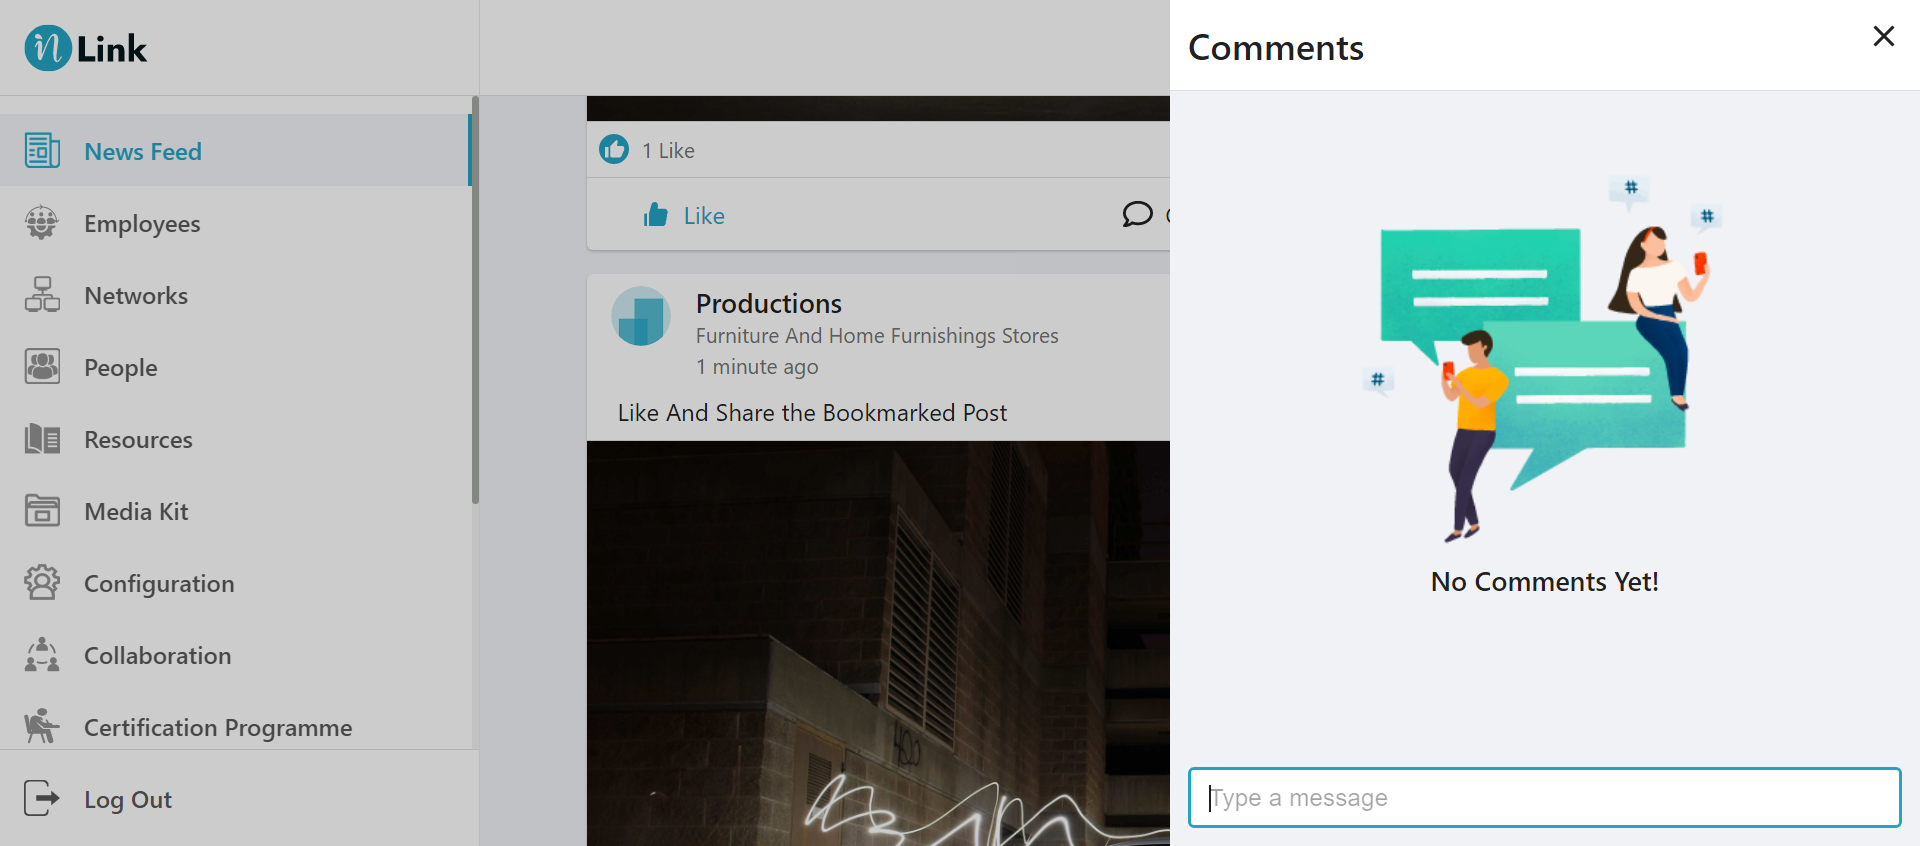 n Link
News Feed
Employees
Networks
People
Resources
Media Kit
Configuration
Collaboration
Certification Programme
Log Out
1 Like
Like
Productions
Furniture And Home Furnishings Stores
1 minute ago
Like And Share the Bookmarked Post
Comments
#
#
#
No Comments Yet!
Type a message